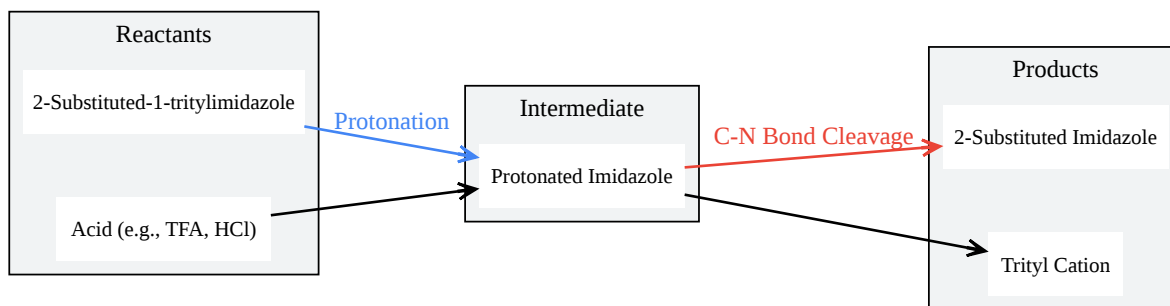 Reactants
2-Substituted-1-tritylimidazole
Acid (e.g., TFA, HCl)
Protonation
Intermediate
Protonated Imidazole
C-N Bond Cleavage
Products
2-Substituted Imidazole
Trityl Cation